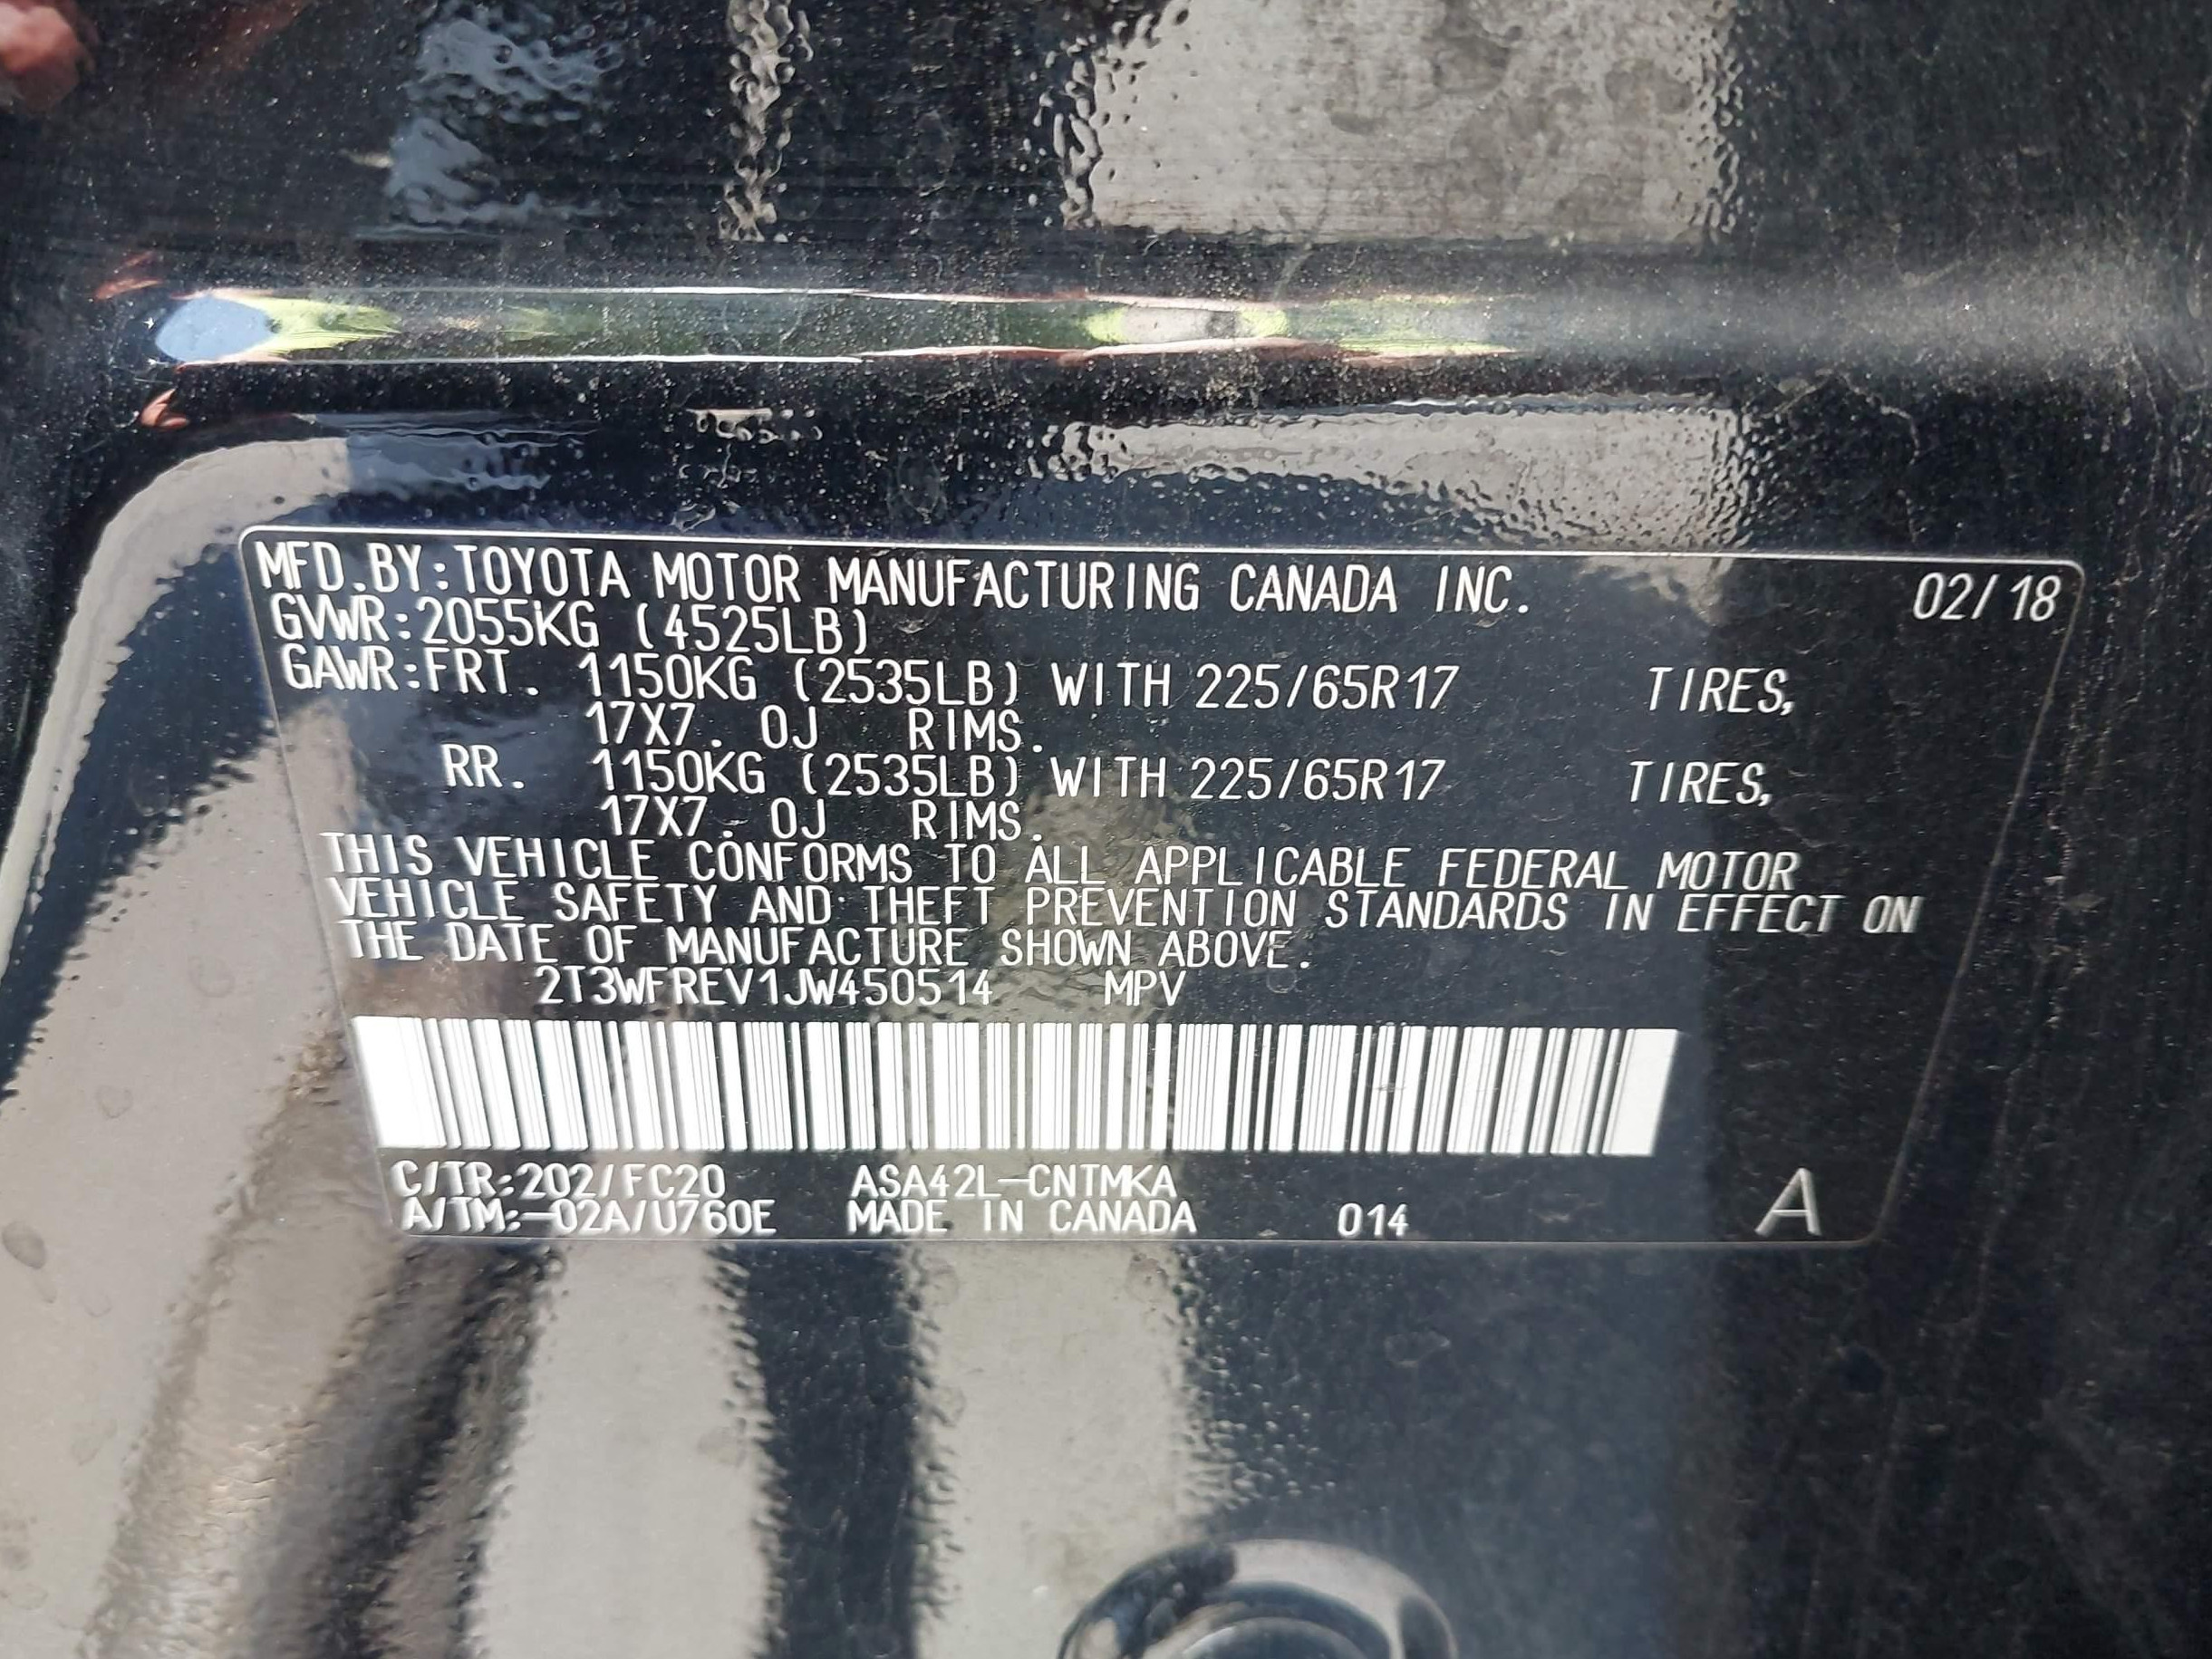 MFD.BY:TOYOTA MOTOR MANUFACTURING CANADA INC. 02/18
GVWR:2055KG (4525LB)
GAWR:FRT. 1150KG (2535LB) WITH 225/65R17 TIRES,
17X7. 0J RIMS.
RR. 1150KG (2535LB) WITH 225/65R17 TIRES,
17X7. 0J RIMS.
THIS VEHICLE CONFORMS TO ALL APPLICABLE FEDERAL MOTOR
VEHICLE SAFETY AND THEFT PREVENTION STANDARDS IN EFFECT ON
THE DATE OF MANUFACTURE SHOWN ABOVE.
2T3WFREV1JW450514 MPV
C/TR:202/FC20 ASA42L-CNTMKA
A/TM:-02A/U760E MADE IN CANADA 014 A